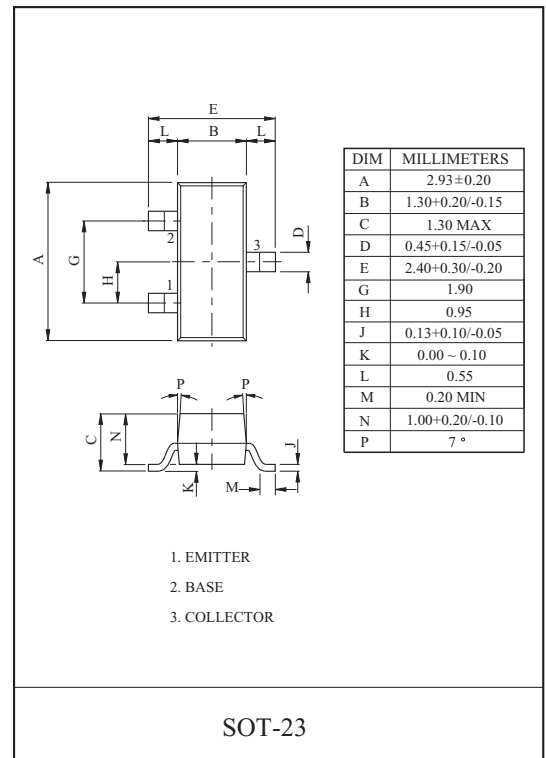 E
L B L
A
G
H
2
1
3
D
DIM MILLIMETERS
A 2.93±0.20
B 1.30+0.20/-0.15
C 1.30 MAX
D 0.45+0.15/-0.05
E 2.40+0.30/-0.20
G 1.90
H 0.95
J 0.13+0.10/-0.05
K 0.00 ~ 0.10
L 0.55
M 0.20 MIN
N 1.00+0.20/-0.10
P 7 °
P P
C
N
K
M
J
1. EMITTER
2. BASE
3. COLLECTOR
SOT-23